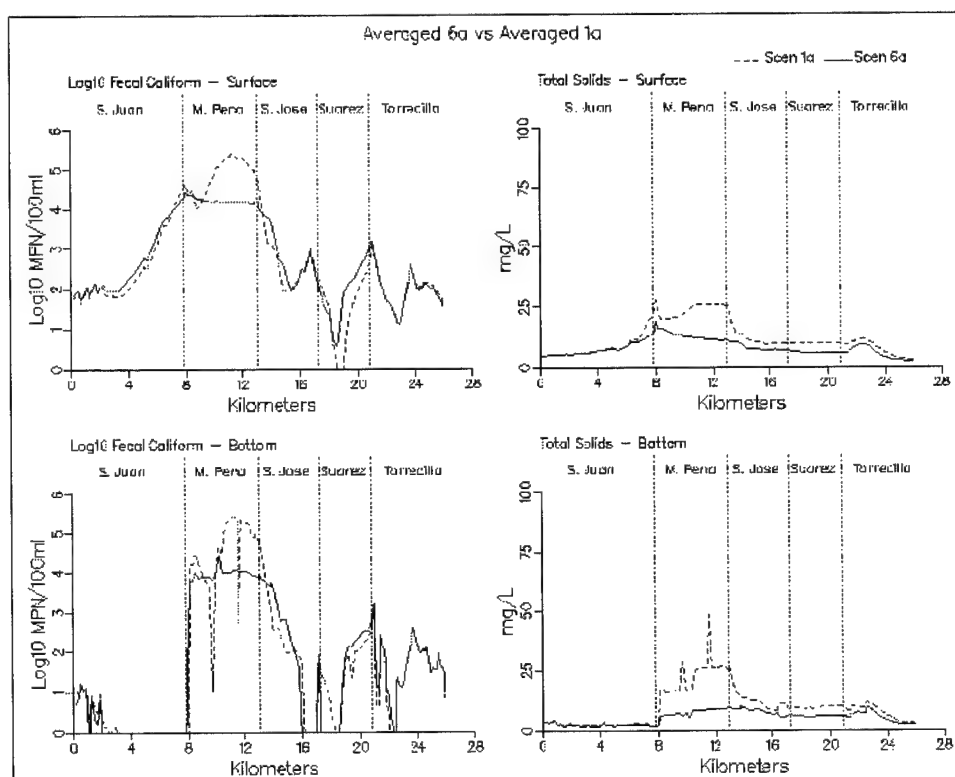 Averaged 6a vs Averaged 1a
Scen 1a Scen 6a
Log10 Fecal Caliform — Surface
S. Juan M. Pena S. Jose Suarez Torrecilla
Log10 MPN/100ml
0 1 2 3 4 5 6
0 4 8 12 16 20 24 28
Kilometers
Total Solids — Surface
S. Juan M. Pena S. Jose Suarez Torrecilla
mg/L
0 25 50 75 100
0 4 8 12 16 20 24 28
Kilometers
Log10 Fecal Caliform — Bottom
S. Juan M. Pena S. Jose Suarez Torrecilla
Log10 MPN/100ml
0 1 2 3 4 5 6
0 4 8 12 16 20 24 28
Kilometers
Total Solids — Bottom
S. Juan M. Pena S. Jose Suarez Torrecilla
mg/L
0 25 50 75 100
0 4 8 12 16 20 24 28
Kilometers